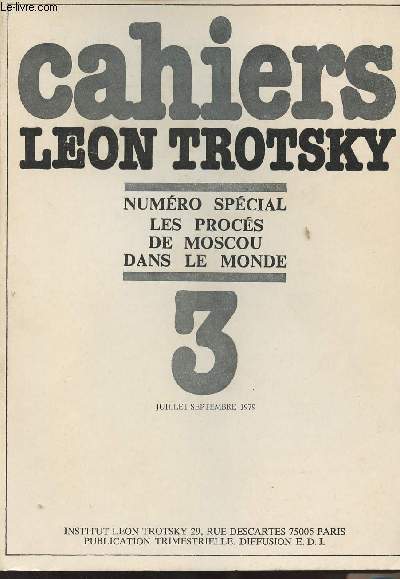 Le-livre.com
cahiers
LEON TROTSKY
NUMÉRO SPÉCIAL
LES PROCÉS
DE MOSCOU
DANS LE MONDE
3
JUILLET SEPTEMBRE 1979
INSTITUT LEON TROTSKY 29, RUE DESCARTES 75005 PARIS
PUBLICATION TRIMESTRIELLE. DIFFUSION E. D. I.